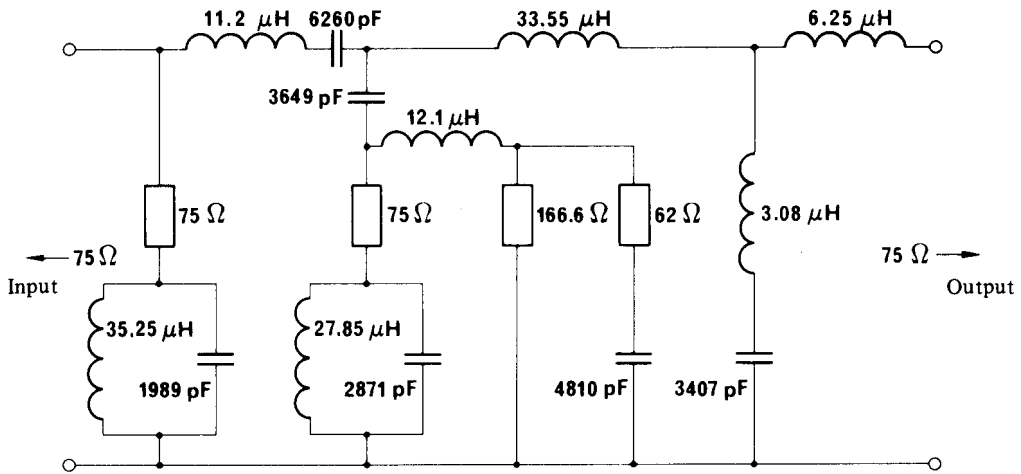 11.2 μH
6260 pF
33.55 μH
6.25 μH
3649 pF
12.1 μH
75 Ω
75 Ω
166.6 Ω
62 Ω
3.08 μH
75 Ω
Input
75 Ω
Output
35.25 μH
1989 pF
27.85 μH
2871 pF
4810 pF
3407 pF